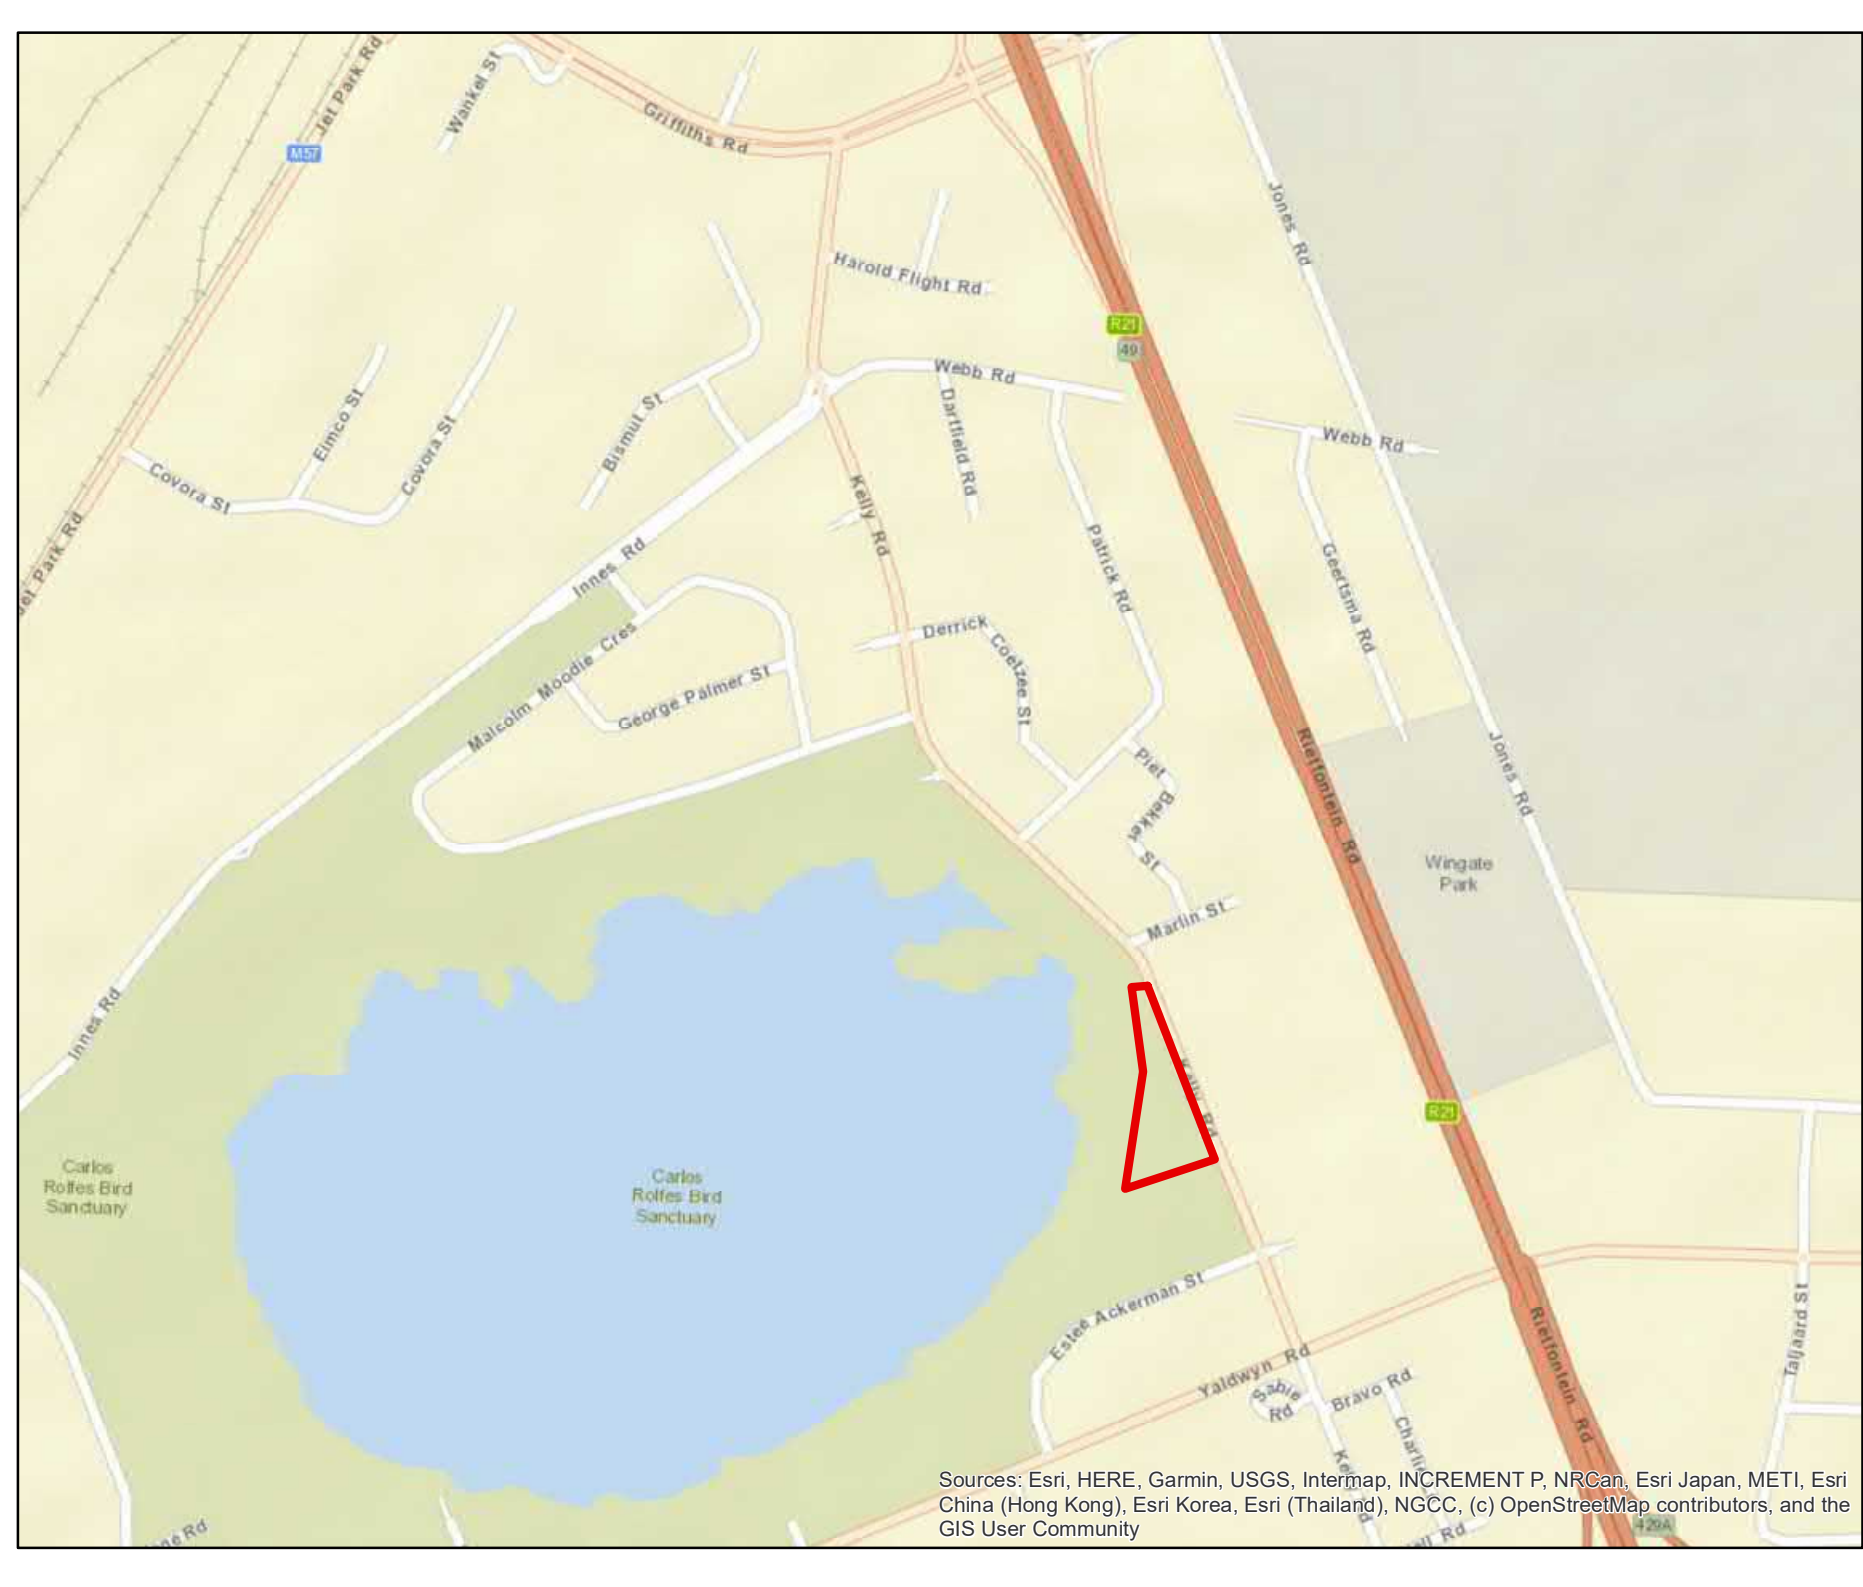 Jet Park Rd
Wankel St
M57
Griffiths Rd
Jones Rd
Harold Flight Rd
R21
49
Webb Rd
Dartfield Rd
Webb Rd
Elmco St
Covora St
Bismut St
Covora St
Kelly Rd
Jet Park Rd
Innes Rd
Patrick Rd
Geertsma Rd
Derrick
Coetzee St
Malcolm Moodie Cres
George Palmer St
Rietfontein Rd
Jones Rd
Piet
Bekker
St
Wingate
Park
Marlin St
Innes Rd
Kelly Rd
R21
Carlos
Rolfes Bird
Sanctuary
Carlos
Rolfes Bird
Sanctuary
Estee Ackerman St
Yaldwyn Rd
Sable
Rd
Bravo Rd
Rietfontein Rd
Taljaard St
Sources: Esri, HERE, Garmin, USGS, Intermap, INCREMENT P, NRCan, Esri Japan, METI, Esri
China (Hong Kong), Esri Korea, Esri (Thailand), NGCC, (c) OpenStreetMap contributors, and the
GIS User Community
429A
Rd